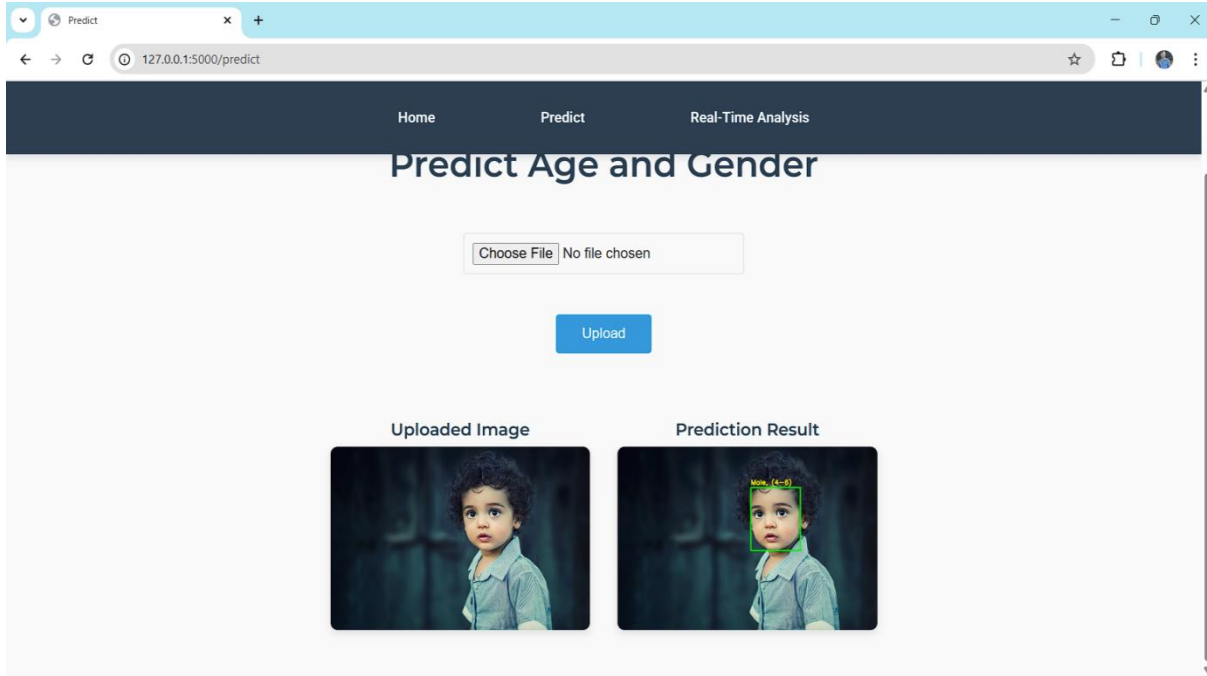 Predict
127.0.0.1:5000/predict
Home Predict Real-Time Analysis
Predict Age and Gender
Choose File No file chosen
Upload
Uploaded Image Prediction Result
Male, (4-6)